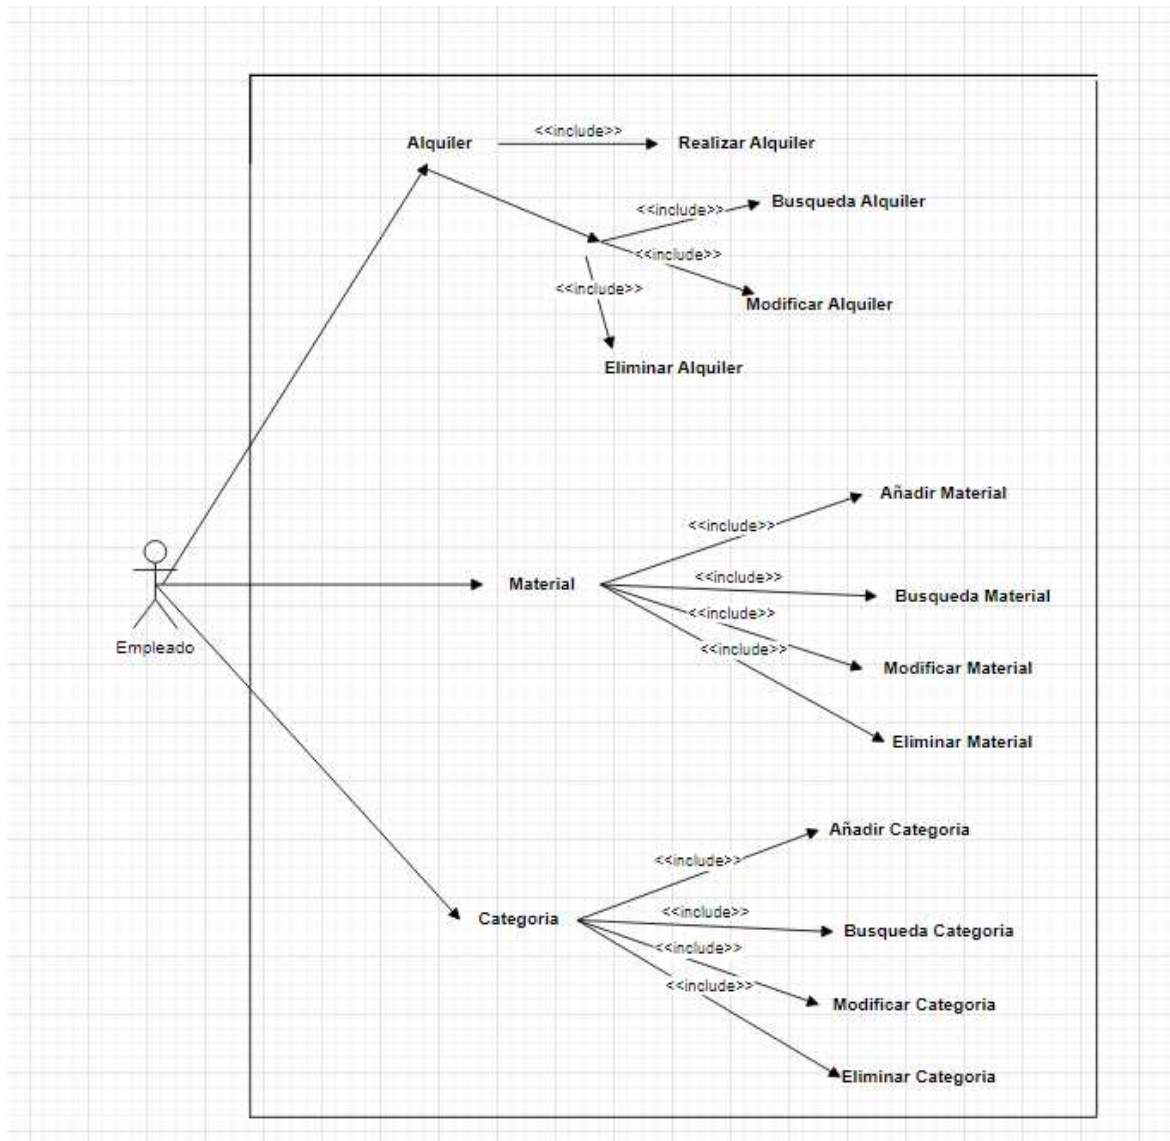 <<include>>
Alquiler
Realizar Alquiler
Busqueda Alquiler
<<include>>
<<include>>
<<include>>
Modificar Alquiler
Eliminar Alquiler
Añadir Material
<<include>>
<<include>>
Material
Busqueda Material
<<include>>
Empleado
<<include>>
Modificar Material
Eliminar Material
Añadir Categoria
<<include>>
<<include>>
Categoria
Busqueda Categoria
<<include>>
<<include>>
Modificar Categoria
Eliminar Categoria